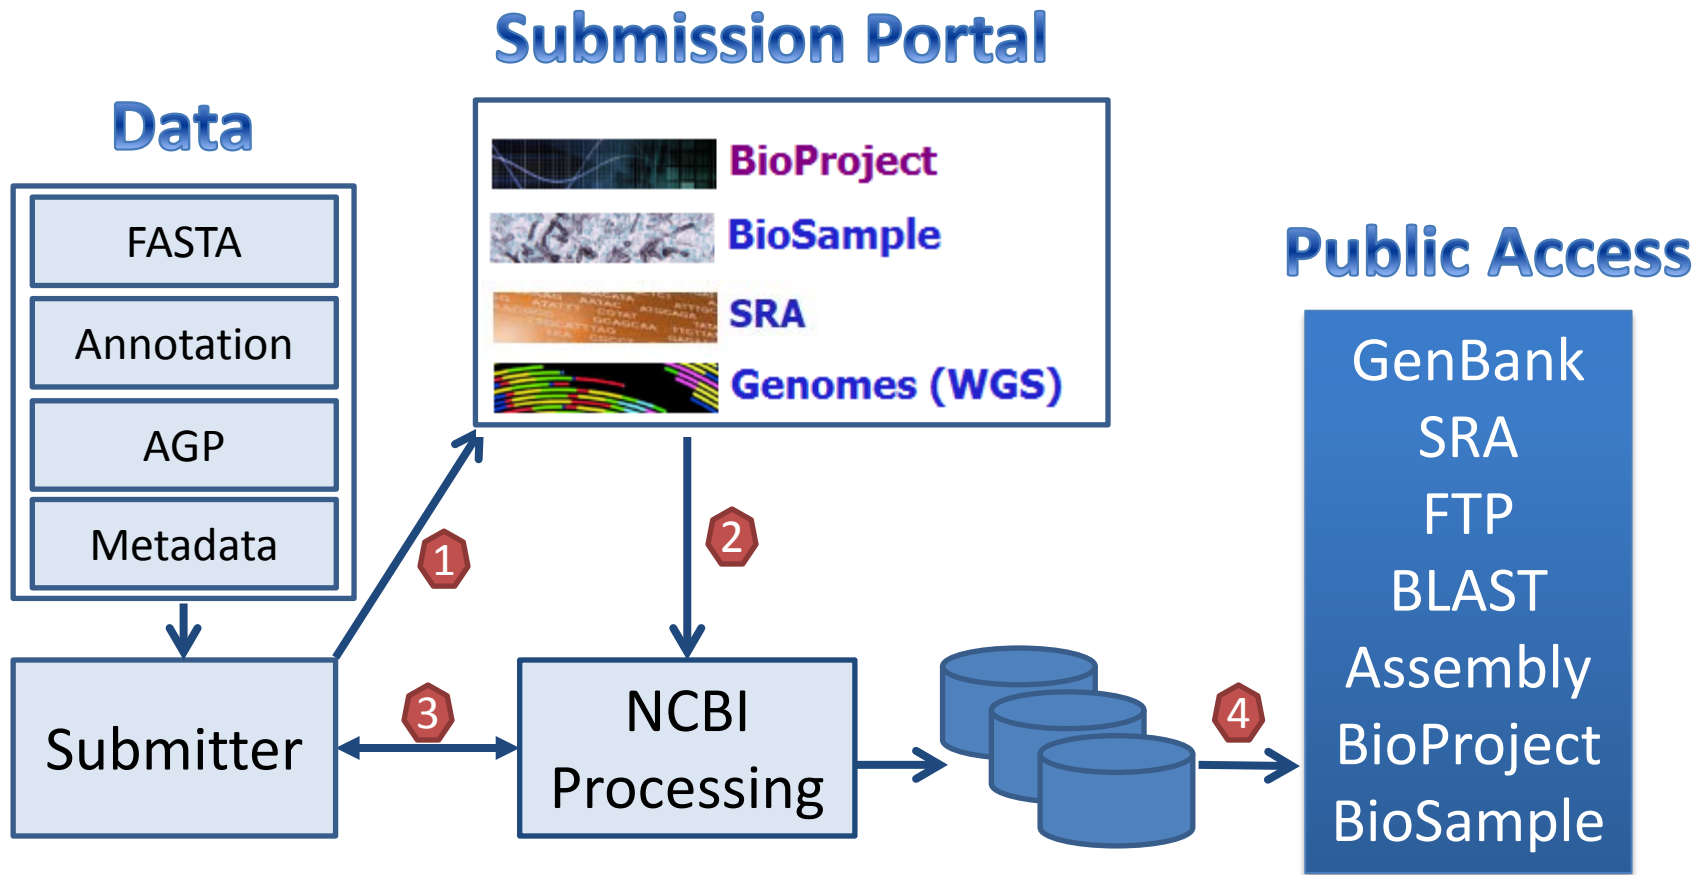 Submission Portal
Data
BioProject
BioSample
SRA
Genomes (WGS)
FASTA
Annotation
AGP
Metadata
Public Access
GenBank
SRA
FTP
BLAST
Assembly
BioProject
BioSample
1
2
3
4
Submitter
NCBI
Processing